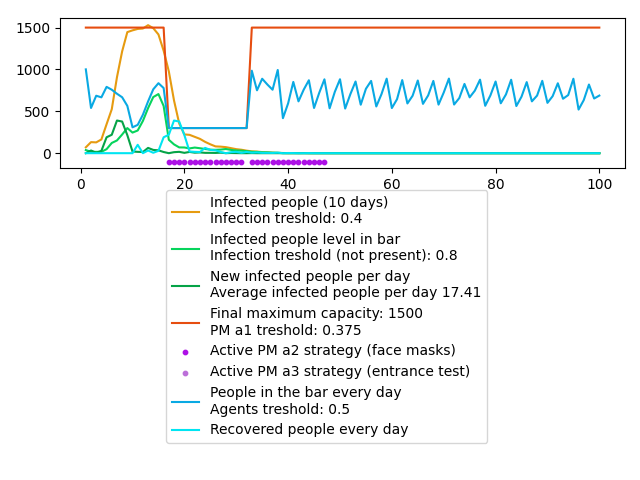 1500
1000
500
0
0
20
40
60
80
100
Infected people (10 days)
Infection treshold: 0.4
Infected people level in bar
Infection treshold (not present): 0.8
New infected people per day
Average infected people per day 17.41
Final maximum capacity: 1500
PM a1 treshold: 0.375
Active PM a2 strategy (face masks)
Active PM a3 strategy (entrance test)
People in the bar every day
Agents treshold: 0.5
Recovered people every day